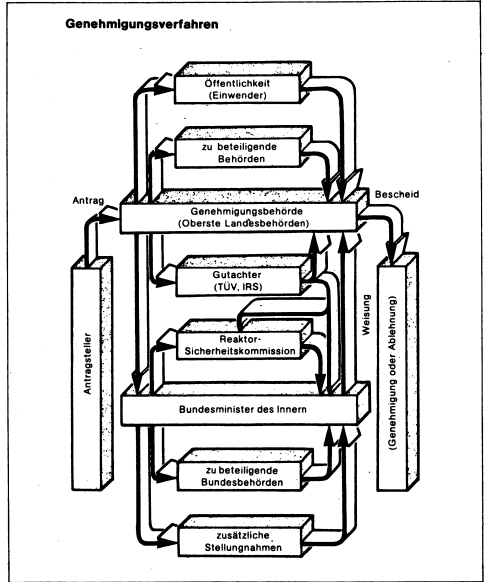 Genehmigungsverfahren
Öffentlichkeit
(Einwender)
zu beteiligende
Behörden
Antrag
Bescheid
Genehmigungsbehörde
(Oberste Landesbehörden)
Gutachter
(TÜV, IRS)
Reaktor-
Sicherheitskommission
Weisung
Antragsteller
(Genehmigung oder Ablehnung)
Bundesminister des Innern
zu beteiligende
Bundesbehörden
zusätzliche
Stellungnahmen